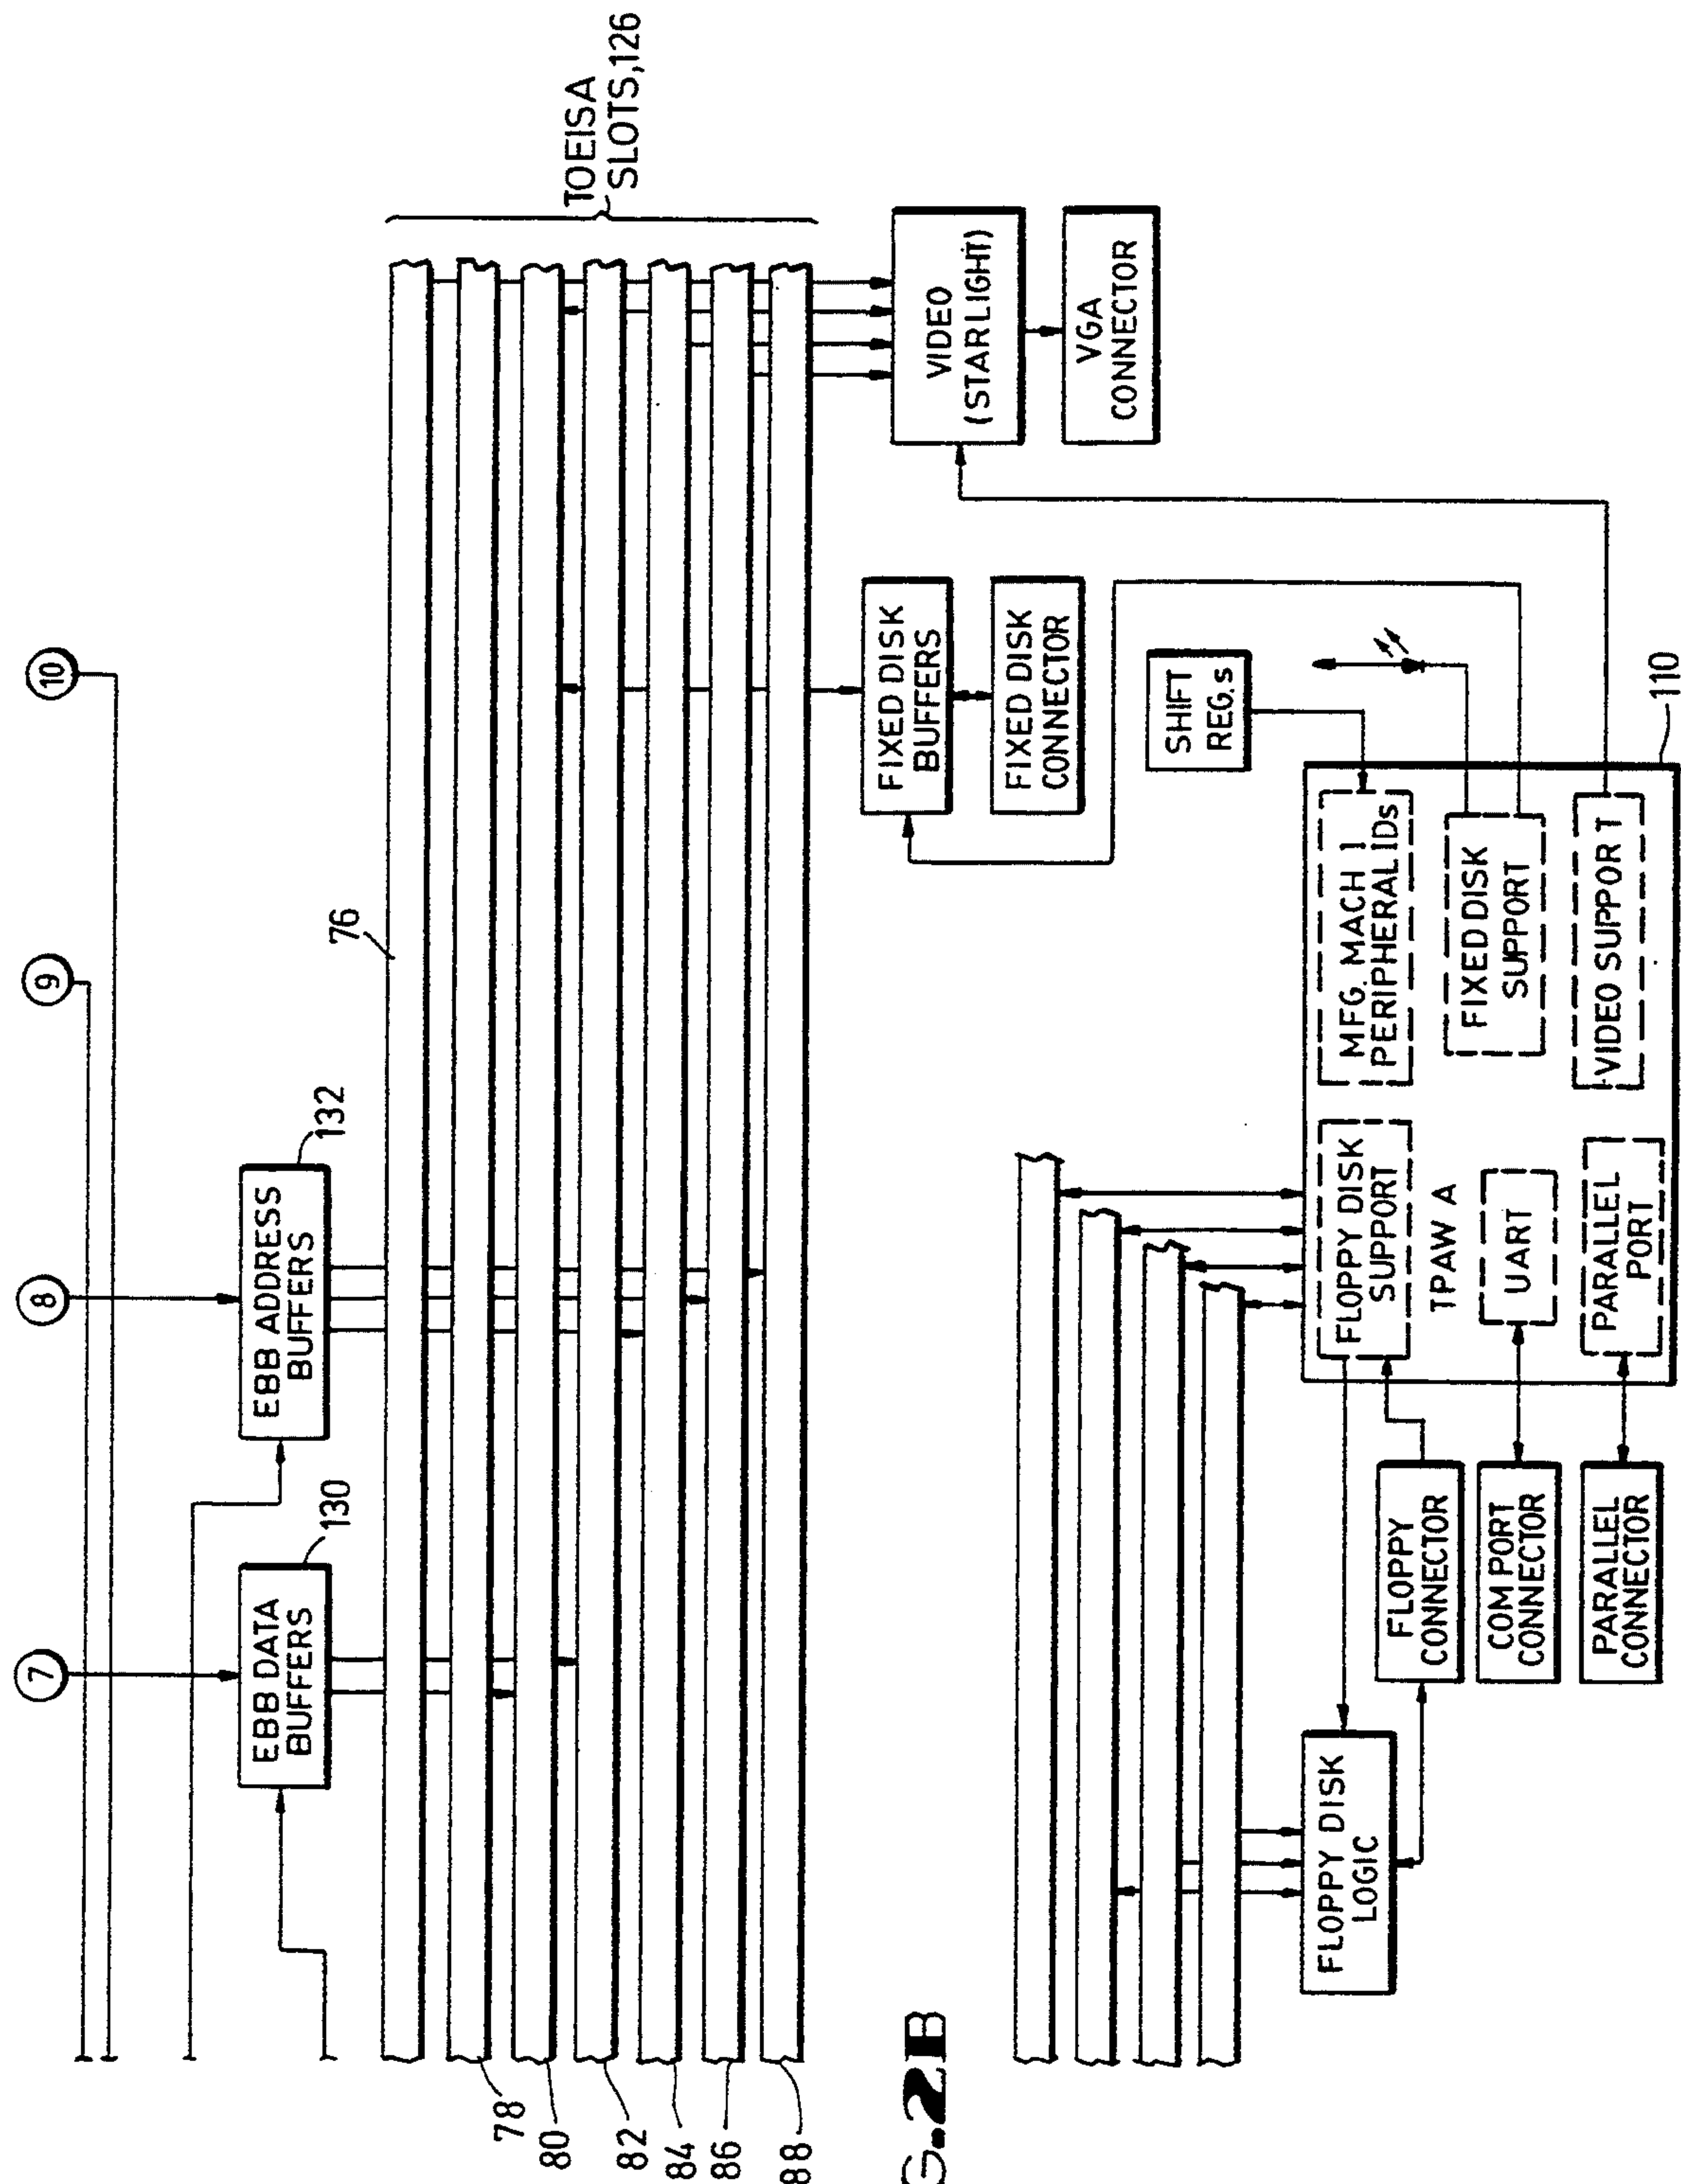 7
8
9
10
EBB DATA
BUFFERS
130
EBB ADDRESS
BUFFERS
132
76
78
80
82
84
86
88
TOEISA
SLOTS,126
FIXED DISK
BUFFERS
FIXED DISK
CONNECTOR
VIDEO
(STARLIGHT)
VGA
CONNECTOR
G.2B
SHIFT
REG.s
FLOPPY DISK
LOGIC
FLOPPY
CONNECTOR
COM PORT
CONNECTOR
PARALLEL
CONNECTOR
FLOPPY DISK
SUPPORT
TPAW A
UART
PARALLEL
PORT
MFG. MACH 1
PERIPHERALIDs
FIXED DISK
SUPPORT
VIDEO SUPPORT
110